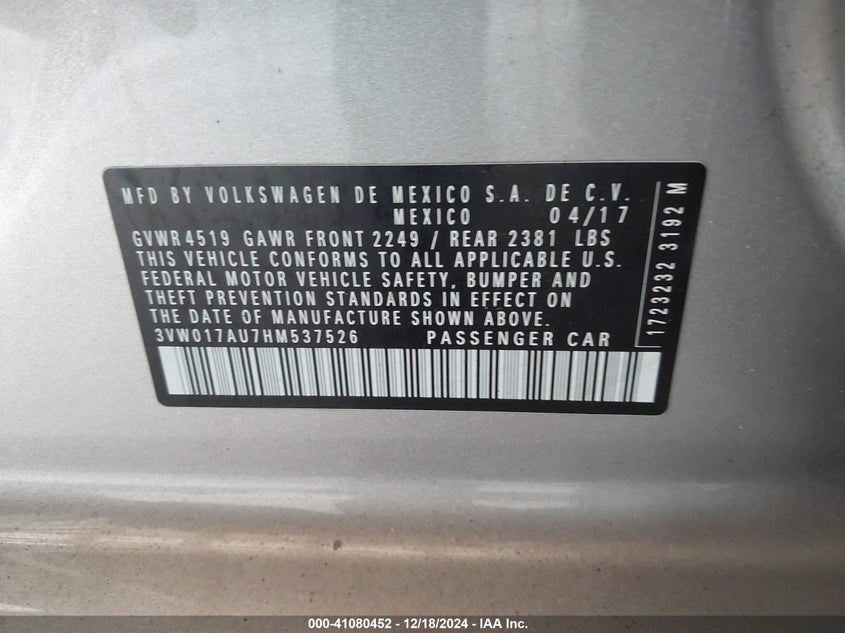 MFD BY VOLKSWAGEN DE MEXICO S.A. DE C.V.
MEXICO 04/17
GVWR 4519 GAWR FRONT 2249 / REAR 2381 LBS
THIS VEHICLE CONFORMS TO ALL APPLICABLE U.S.
FEDERAL MOTOR VEHICLE SAFETY, BUMPER AND
THEFT PREVENTION STANDARDS IN EFFECT ON
THE DATE OF MANUFACTURE SHOWN ABOVE.
3VW017AU7HM537526 PASSENGER CAR
1723232 3192 M
000-41080452 - 12/18/2024 - IAA Inc.